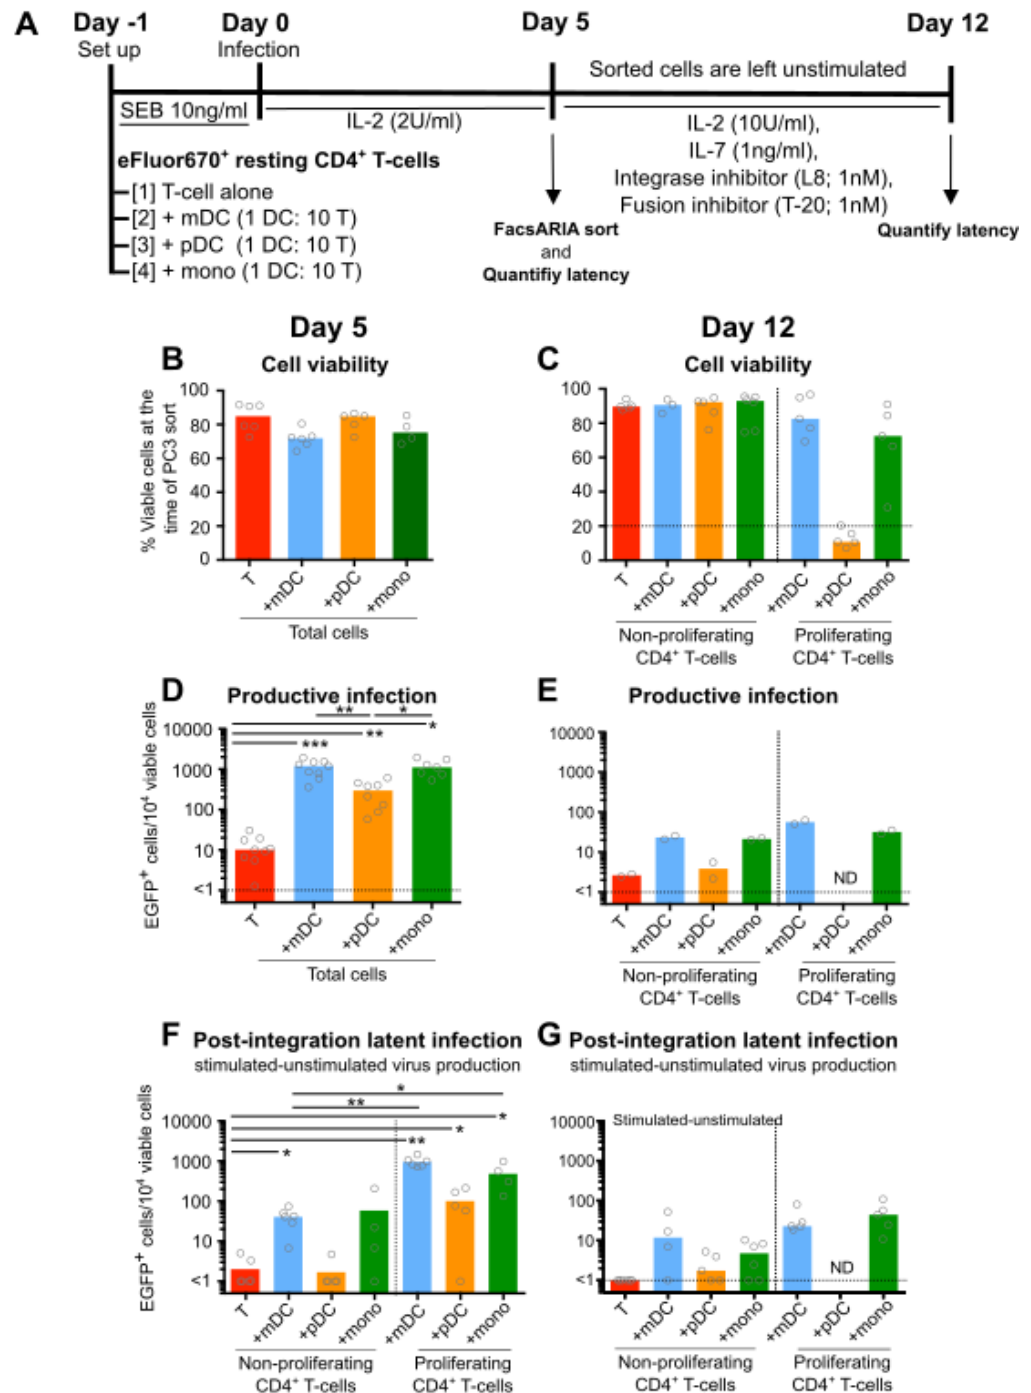 A
Day -1
Day 0
Day 5
Day 12
Set up
Infection
Sorted cells are left unstimulated
SEB 10ng/ml
IL-2 (2U/ml)
IL-2 (10U/ml),
IL-7 (1ng/ml),
Integrase inhibitor (L8; 1nM),
Fusion inhibitor (T-20; 1nM)
eFluor670+ resting CD4+ T-cells
[1] T-cell alone
[2] + mDC (1 DC: 10 T)
[3] + pDC (1 DC: 10 T)
[4] + mono (1 DC: 10 T)
FacsARIA sort
and
Quantifiy latency
Quantify latency
Day 5
Day 12
B
Cell viability
% Viable cells at the
time of PC3 sort
100
80
60
40
20
0
T
+mDC
+pDC
+mono
Total cells
C
Cell viability
100
80
60
40
20
0
T
+mDC
+pDC
+mono
+mDC
+pDC
+mono
Non-proliferating
CD4+ T-cells
Proliferating
CD4+ T-cells
D
Productive infection
EGFP+ cells/10⁴ viable cells
10000
1000
100
10
<1
**
*
*
**
***
T
+mDC
+pDC
+mono
Total cells
E
Productive infection
10000
1000
100
10
<1
ND
T
+mDC
+pDC
+mono
+mDC
+pDC
+mono
Non-proliferating
CD4+ T-cells
Proliferating
CD4+ T-cells
F
Post-integration latent infection
stimulated-unstimulated virus production
EGFP+ cells/10⁴ viable cells
10000
1000
100
10
<1
*
**
*
*
**
*
T
+mDC
+pDC
+mono
+mDC
+pDC
+mono
Non-proliferating
CD4+ T-cells
Proliferating
CD4+ T-cells
G
Post-integration latent infection
stimulated-unstimulated virus production
Stimulated-unstimulated
10000
1000
100
10
<1
ND
T
+mDC
+pDC
+mono
+mDC
+pDC
+mono
Non-proliferating
CD4+ T-cells
Proliferating
CD4+ T-cells